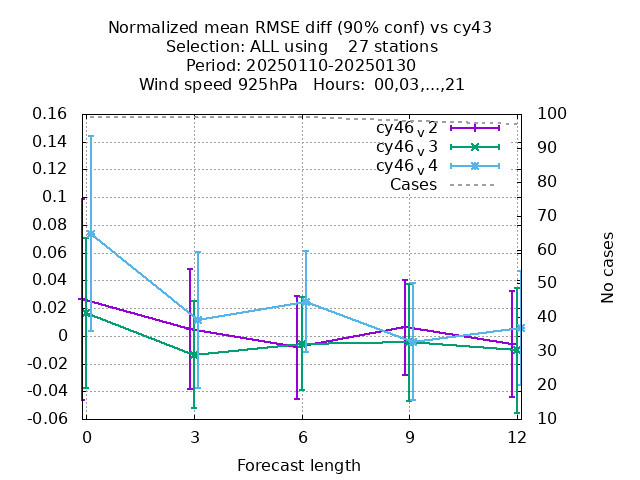 Normalized mean RMSE diff (90% conf) vs cy43
Selection: ALL using    27 stations
Period: 20250110-20250130
Wind speed 925hPa   Hours: 00,03,...,21
0.16
0.14
0.12
0.1
0.08
0.06
0.04
0.02
0
-0.02
-0.04
-0.06
100
90
80
70
60
50
40
30
20
10
cy46v2
cy46v3
cy46v4
Cases
No cases
0 3 6 9 12
Forecast length